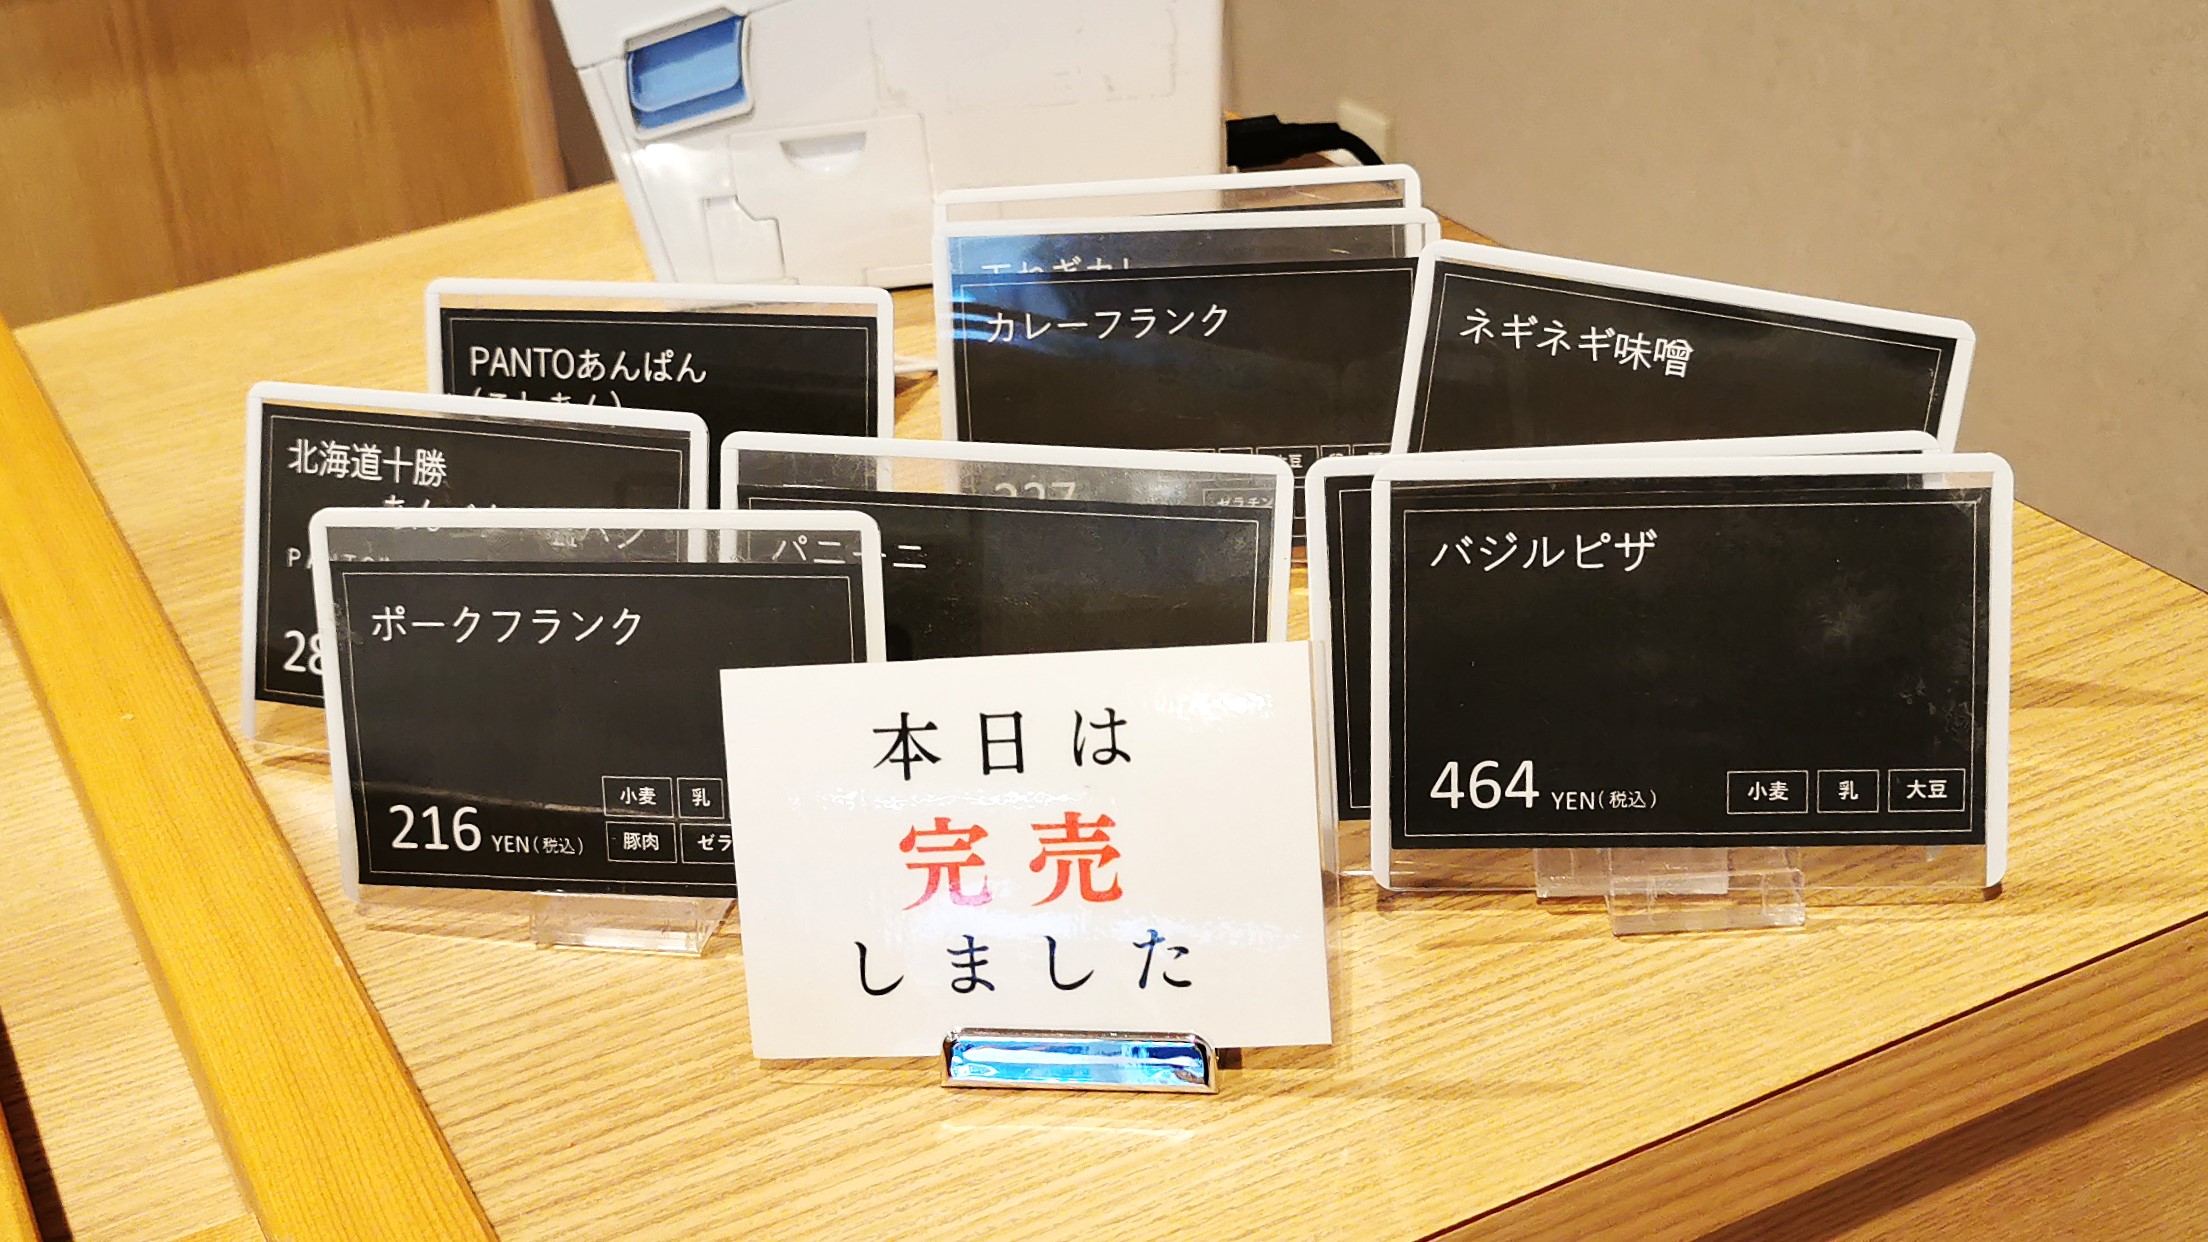 PANTOあんぱん
カレーフランク
ネギネギ味噌
北海道十勝
パニーニ
バジルピザ
ポークフランク
464 YEN(税込)
小麦 乳 大豆
216 YEN(税込)
小麦 乳
豚肉 ゼラ
本日は
完売
しました